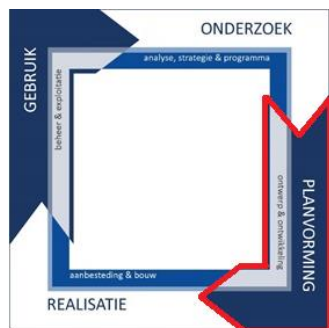 ONDERZOEK
analyse, strategie & programma
GEBRUIK
beheer & exploitatie
ontwerp & ontwikkeling
PLANVORMING
aanbesteding & bouw
REALISATIE